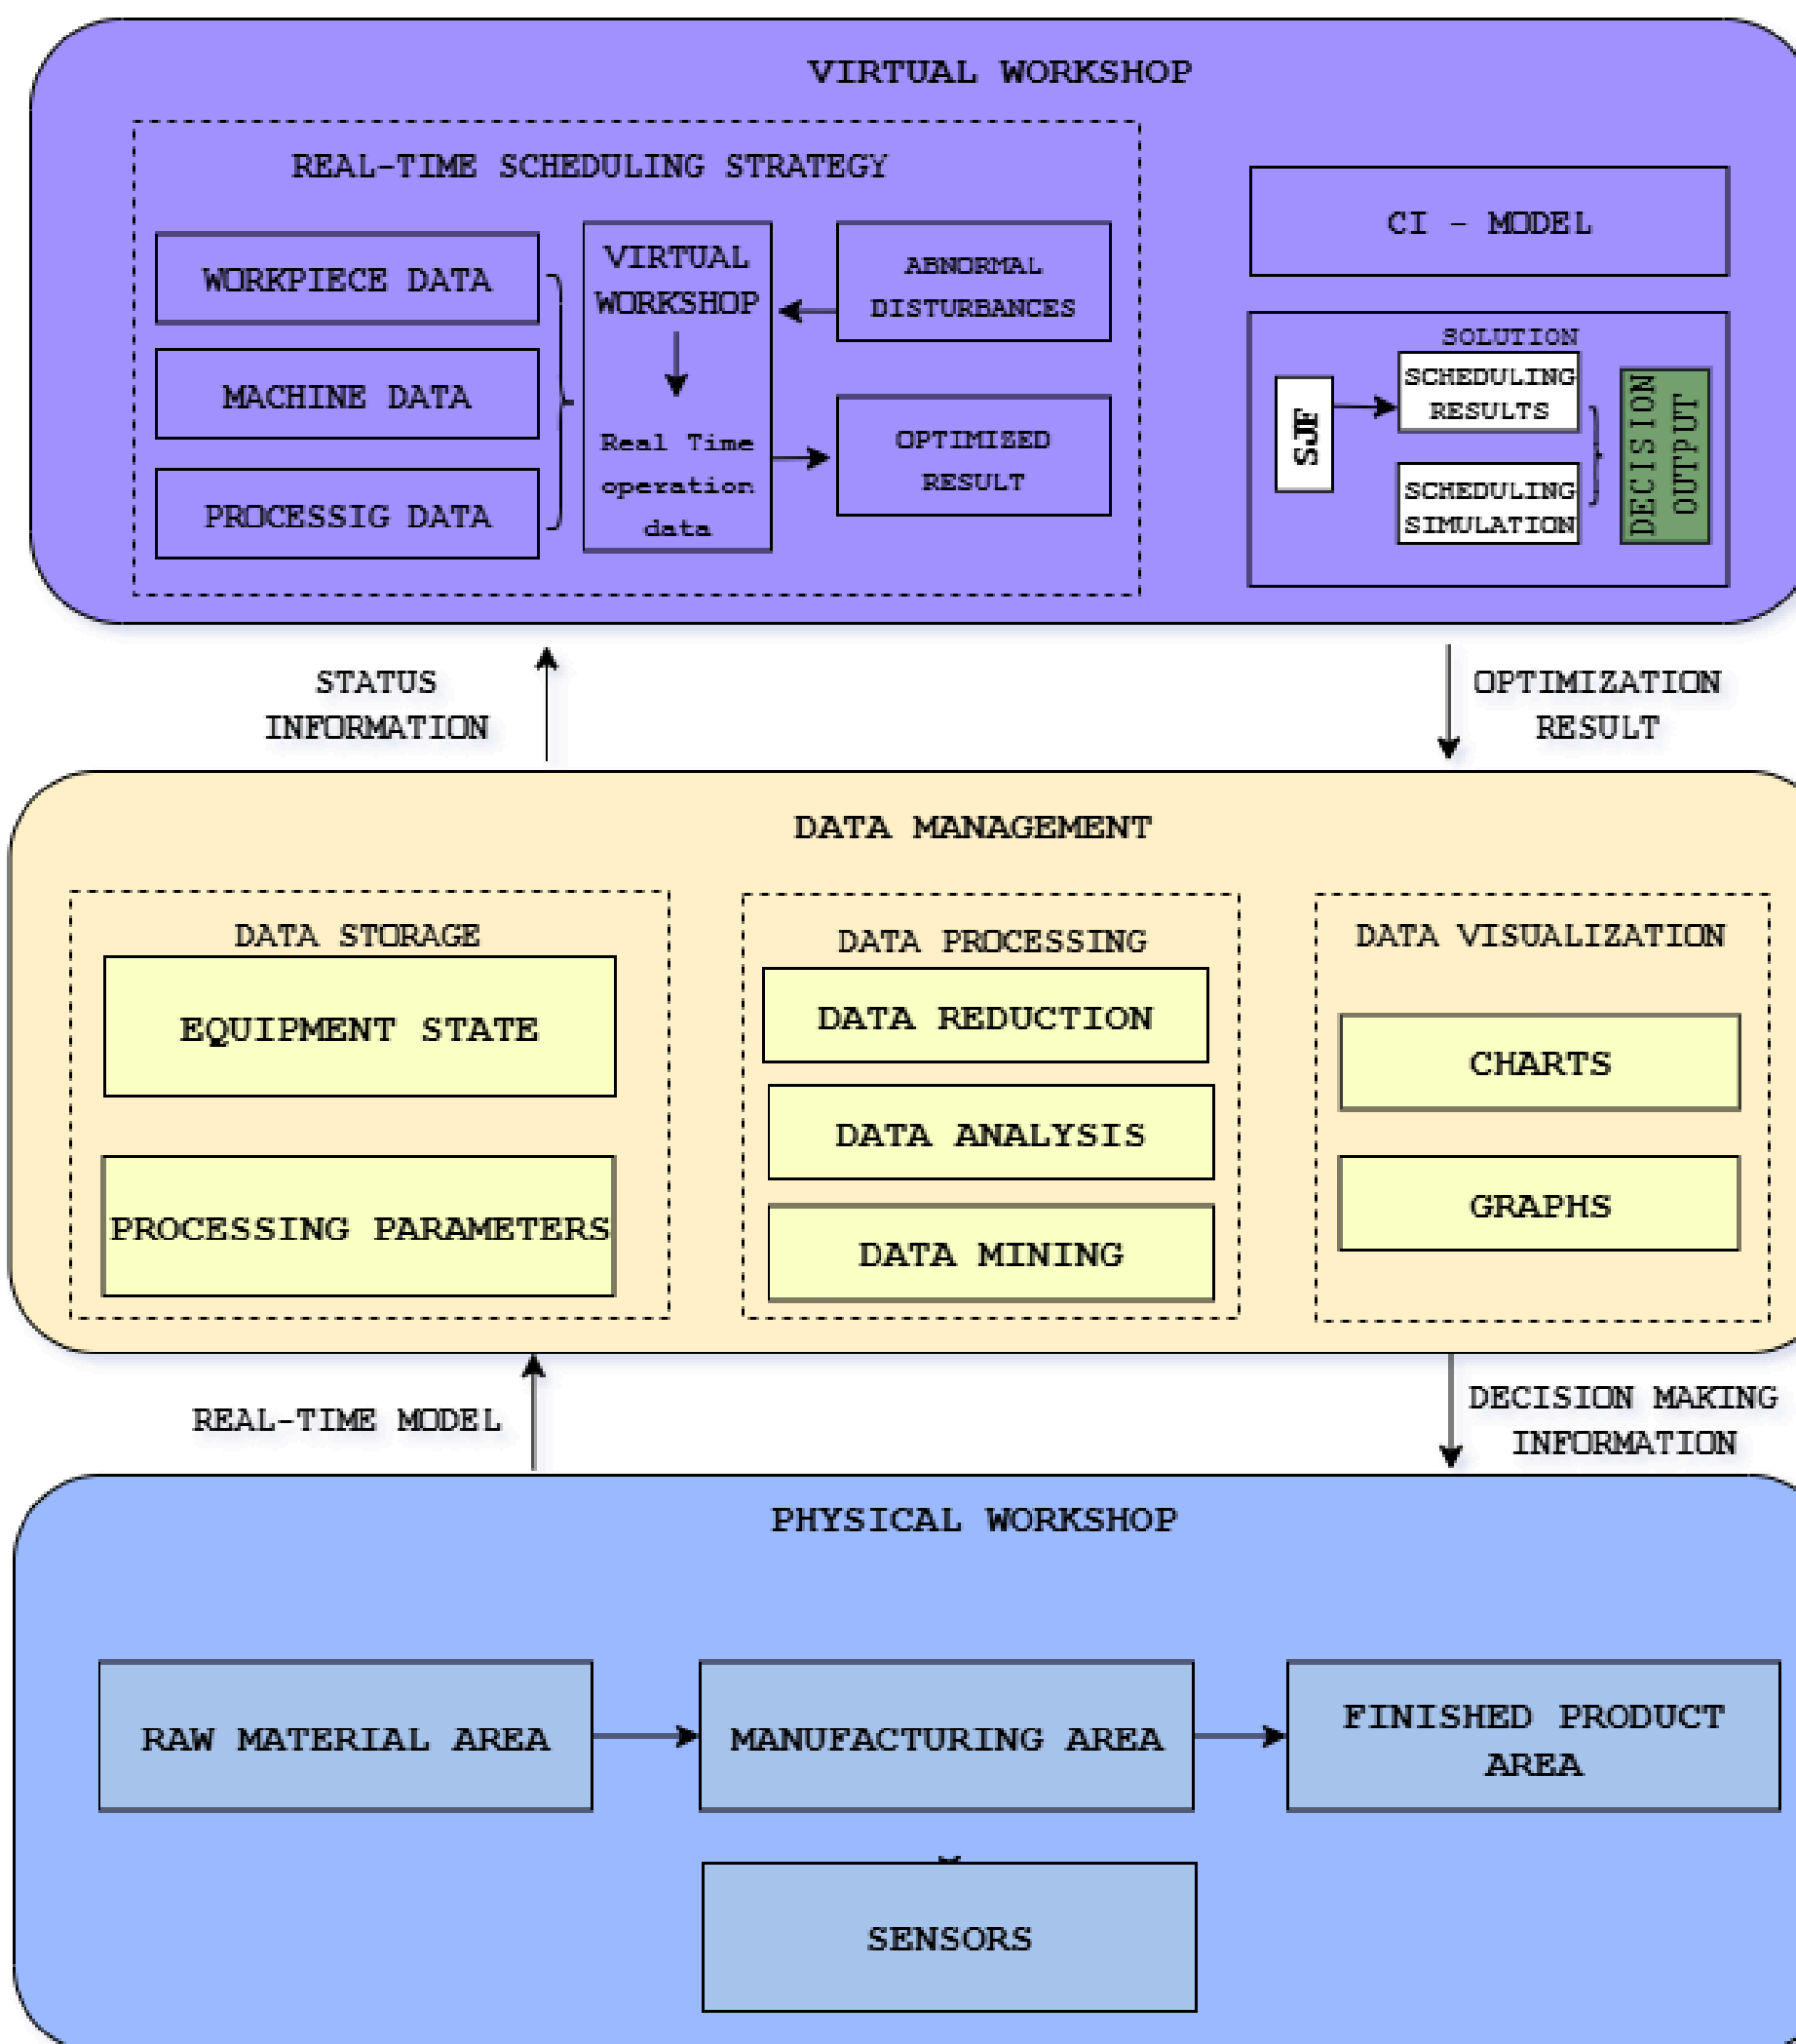 VIRTUAL WORKSHOP
REAL-TIME SCHEDULING STRATEGY
WORKPIECE DATA
MACHINE DATA
PROCESSIG DATA
VIRTUAL
WORKSHOP
Real Time
operation
data
ABNORMAL
DISTURBANCES
OPTIMIZED
RESULT
CI - MODEL
SOLUTION
SJF
SCHEDULING
RESULTS
SCHEDULING
SIMULATION
DECISION
OUTPUT
STATUS
INFORMATION
OPTIMIZATION
RESULT
DATA MANAGEMENT
DATA STORAGE
EQUIPMENT STATE
PROCESSING PARAMETERS
DATA PROCESSING
DATA REDUCTION
DATA ANALYSIS
DATA MINING
DATA VISUALIZATION
CHARTS
GRAPHS
REAL-TIME MODEL
DECISION MAKING
INFORMATION
PHYSICAL WORKSHOP
RAW MATERIAL AREA
MANUFACTURING AREA
FINISHED PRODUCT
AREA
SENSORS